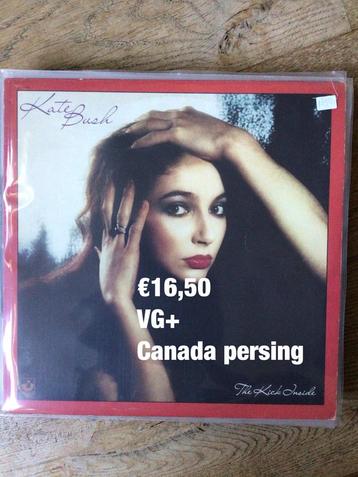 Kate
Bush
€16,50
VG+
Canada persing
The Kick Inside